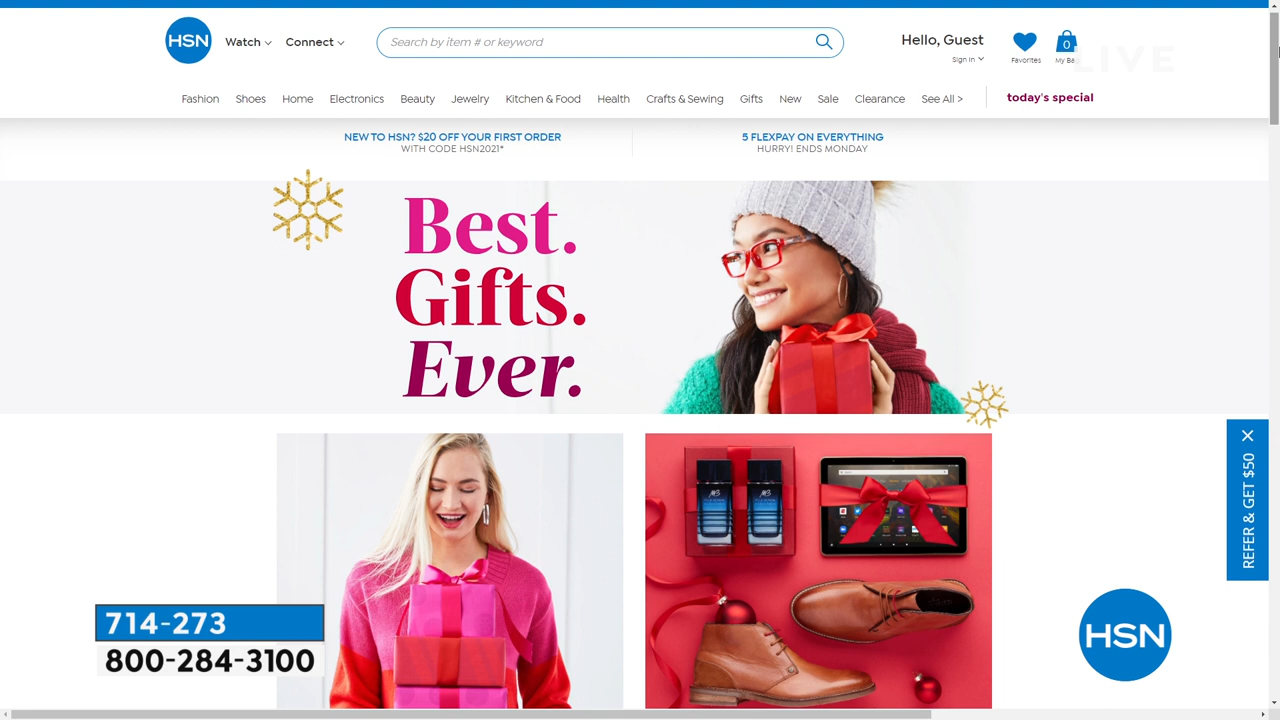 HSN
Watch
Connect
Search by item # or keyword
Hello, Guest
Sign In
Favorites
0
My Ba
LIVE
Fashion
Shoes
Home
Electronics
Beauty
Jewelry
Kitchen & Food
Health
Crafts & Sewing
Gifts
New
Sale
Clearance
See All >
today's special
NEW TO HSN? $20 OFF YOUR FIRST ORDER
WITH CODE HSN2021*
5 FLEXPAY ON EVERYTHING
HURRY! ENDS MONDAY
Best.
Gifts.
Ever.
REFER & GET $50
714-273
800-284-3100
HSN